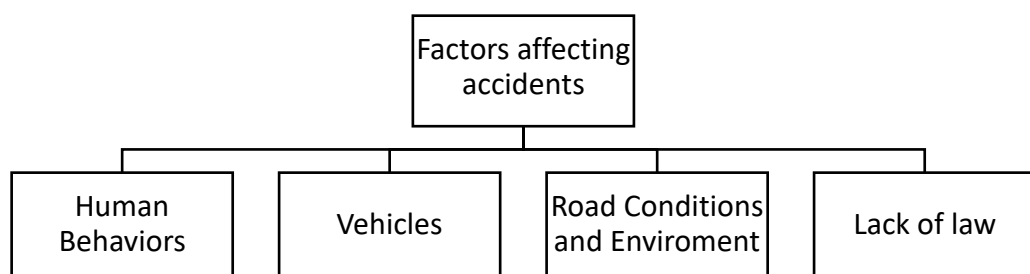 Factors affecting
accidents
Human
Behaviors
Vehicles
Road Conditions
and Enviroment
Lack of law